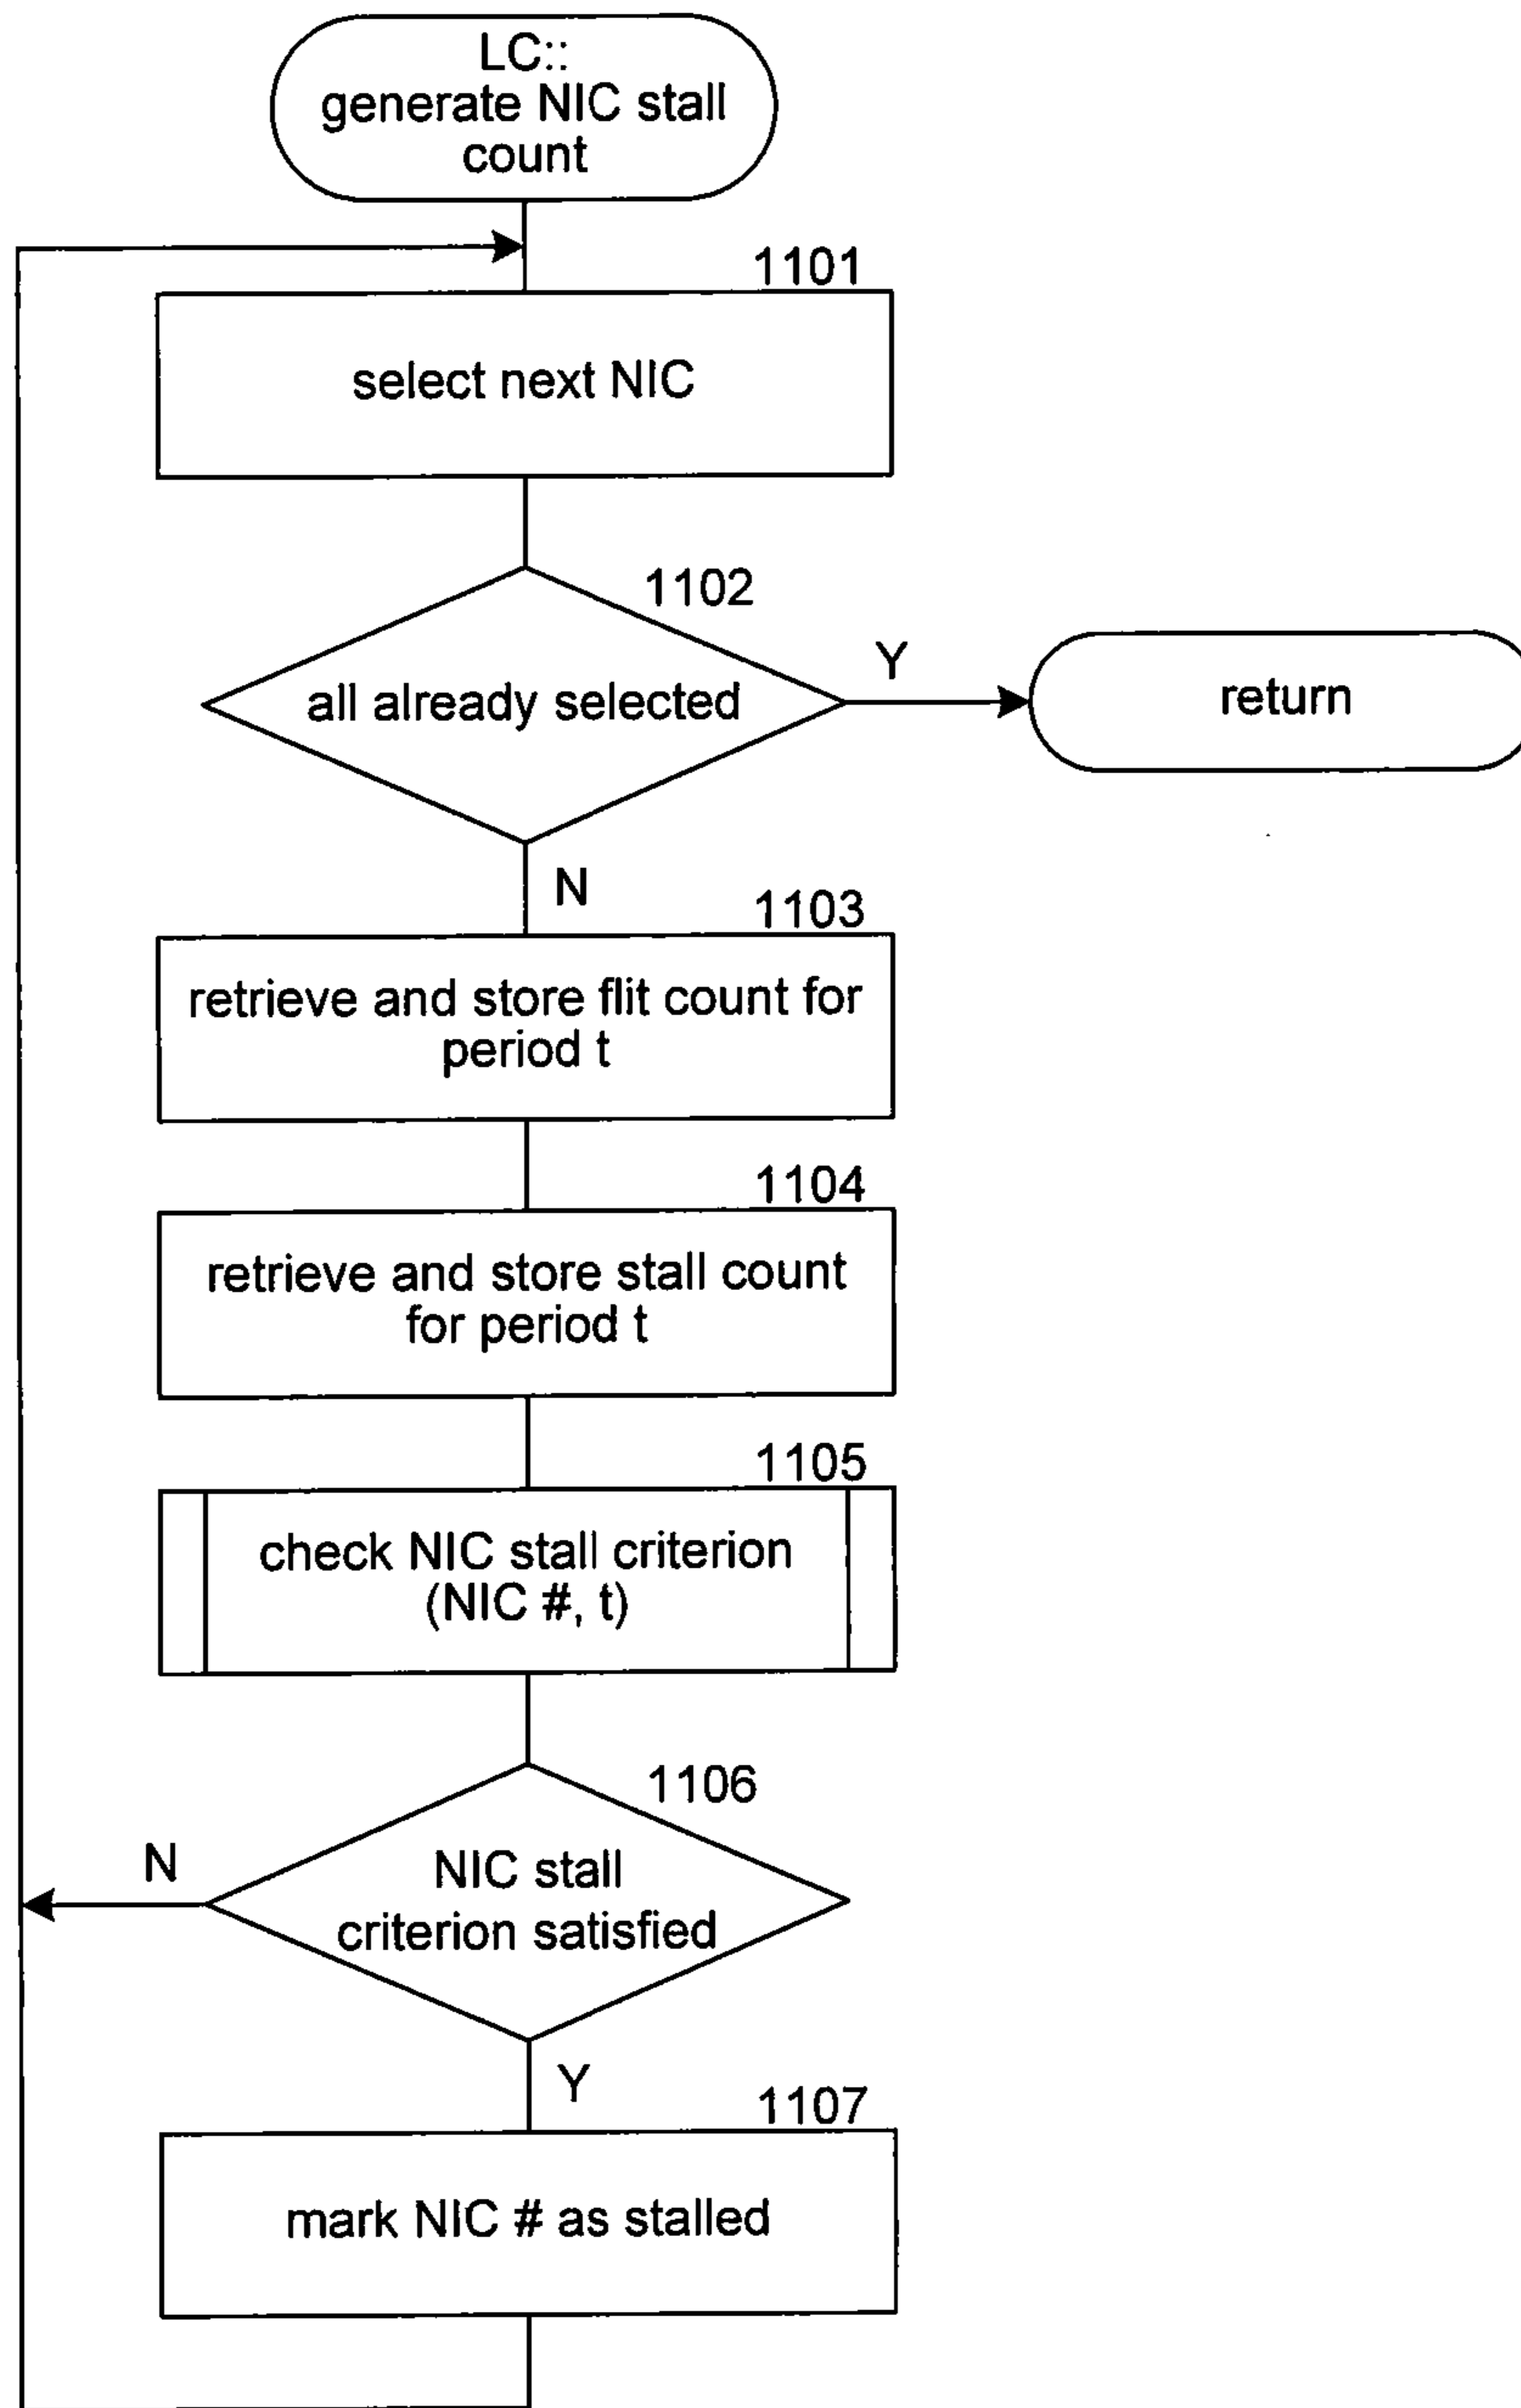 LC::
generate NIC stall
count
1101
select next NIC
1102
all already selected
Y
return
N
1103
retrieve and store flit count for
period t
1104
retrieve and store stall count
for period t
1105
check NIC stall criterion
(NIC #, t)
1106
N
NIC stall
criterion satisfied
Y
1107
mark NIC # as stalled